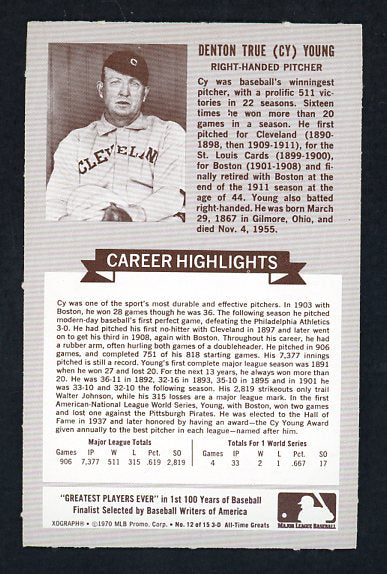 DENTON TRUE (CY) YOUNG
RIGHT-HANDED PITCHER
Cy was baseball's winningest
pitcher, with a prolific 511 vic-
tories in 22 seasons. Sixteen
times he won more than 20
games in a season. He first
pitched for Cleveland (1890-
1898, then 1909-1911), for the
St. Louis Cards (1899-1900),
for Boston (1901-1908) and fi-
nally retired with Boston at the
end of the 1911 season at the
age of 44. Young also batted
right-handed. He was born March
29, 1867 in Gilmore, Ohio, and
died Nov. 4, 1955.
C
CLEVELAND
CAREER HIGHLIGHTS
Cy was one of the sport's most durable and effective pitchers. In 1903 with
Boston, he won 28 games though he was 36. The following season he pitched
modern-day baseball's first perfect game, defeating the Philadelphia Athletics
3-0. He had pitched his first no-hitter with Cleveland in 1897 and later went
on to get his third in 1908, again with Boston. Throughout his career, he had
a rubber arm, often hurling both games of a doubleheader. He pitched in 906
games, and completed 751 of his 818 starting games. His 7,377 innings
pitched is still a record. Young's first complete major league season was 1891
when he won 27 and lost 20. For the next 13 years, he always won more than
20. He was 36-11 in 1892, 32-16 in 1893, 35-10 in 1895 and in 1901 he
was 33-10 and 32-10 the following season. His 2,819 strikeouts only trail
Walter Johnson, while his 315 losses are a major league mark. In the first
American-National League World Series, Young, with Boston, won two games
and lost one against the Pittsburgh Pirates. He was elected to the Hall of
Fame in 1937 and later honored by having an award—the Cy Young Award
given annually to the best pitcher in each league—named after him.
Major League Totals
Games IP W L Pct. SO
906 7,377 511 315 .619 2,819
Totals For 1 World Series
Games IP W L Pct. SO
4 33 2 1 .667 17
"GREATEST PLAYERS EVER" in 1st 100 Years of Baseball
Finalist Selected by Baseball Writers of America
XOGRAPH® • ©1970 MLB Promo. Corp. • No. 12 of 15 3-D All-Time Greats
MAJOR LEAGUE BASEBALL